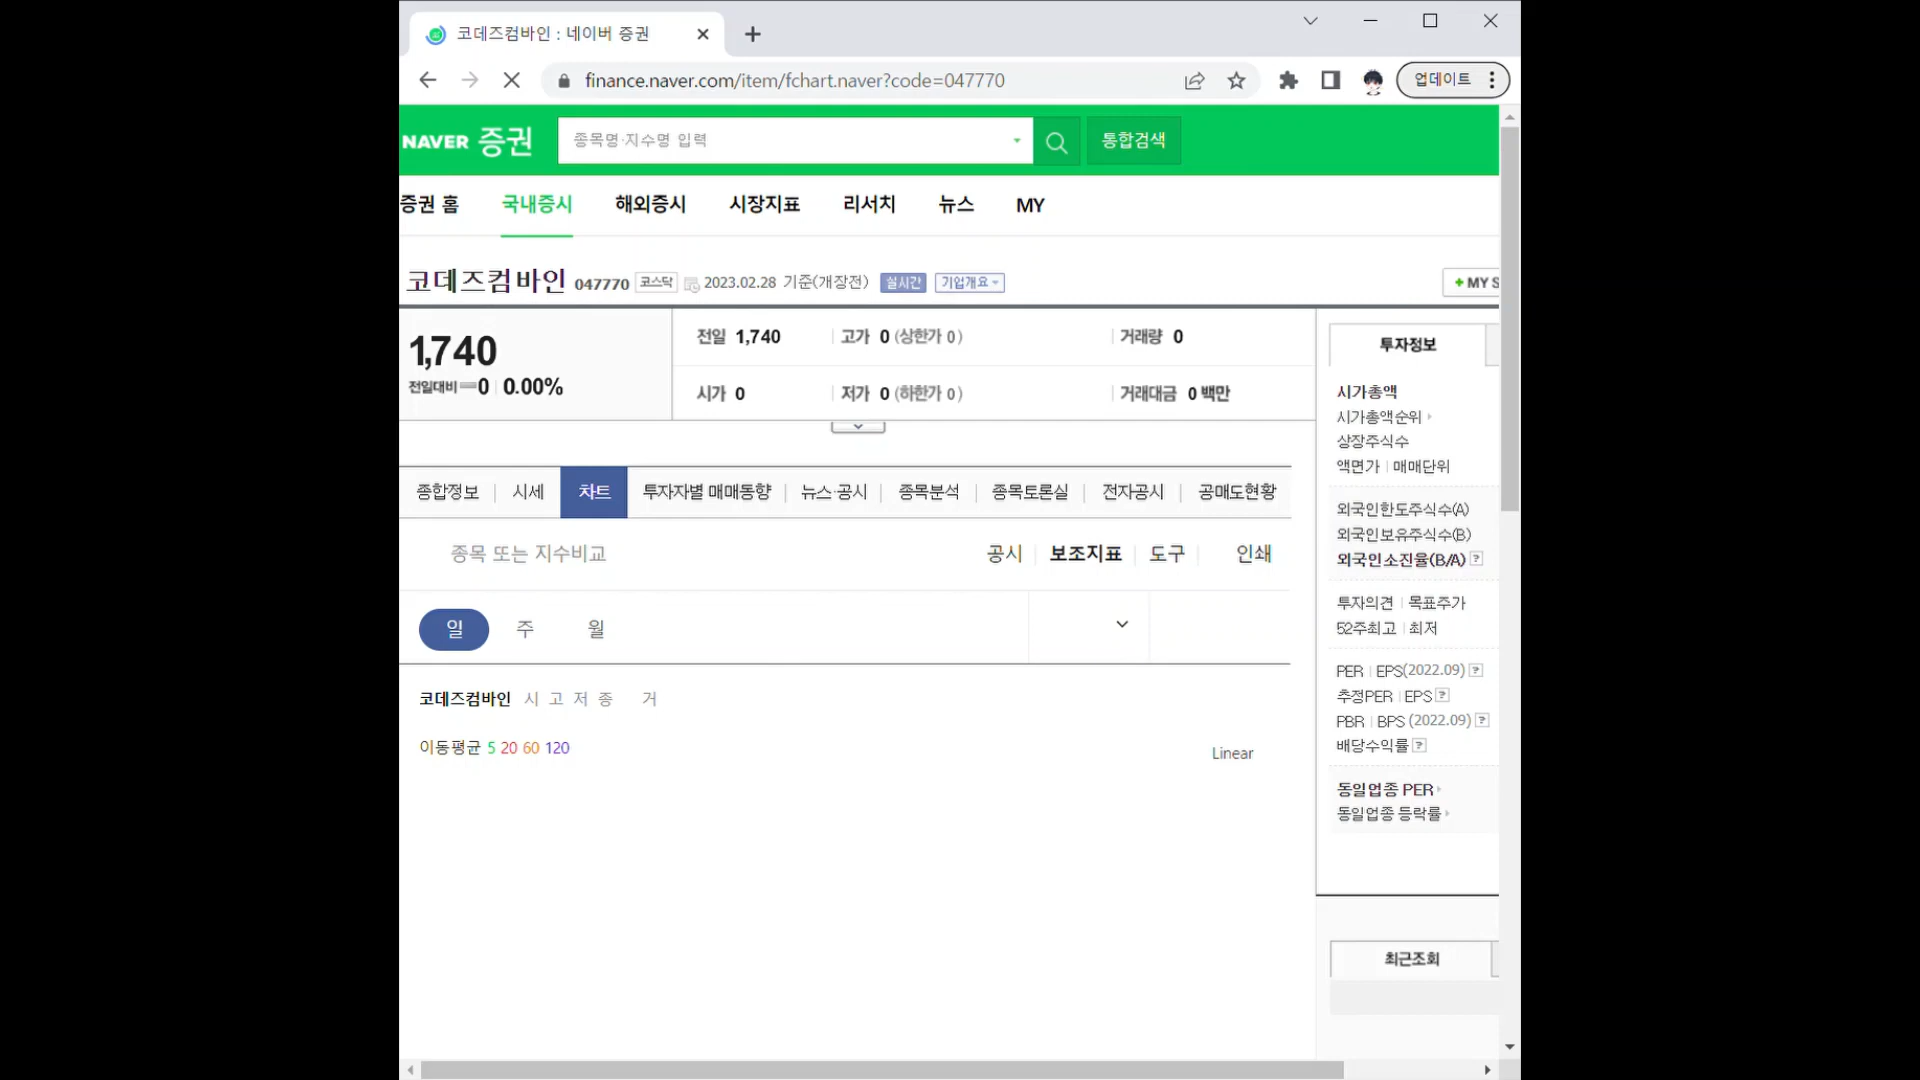 코데즈컴바인 : 네이버 증권
finance.naver.com/item/fchart.naver?code=047770
업데이트
NAVER 증권
종목명·지수명 입력
통합검색
증권 홈 국내증시 해외증시 시장지표 리서치 뉴스 MY
코데즈컴바인 047770 코스닥 2023.02.28 기준(개장전) 실시간 기업개요
+ MY S
1,740
전일대비 0 0.00%
전일 1,740 고가 0 (상한가 0) 거래량 0
시가 0 저가 0 (하한가 0) 거래대금 0 백만
종합정보 시세 차트 투자자별 매매동향 뉴스·공시 종목분석 종목토론실 전자공시 공매도현황
종목 또는 지수비교 공시 보조지표 도구 인쇄
일 주 월
코데즈컴바인 시 고 저 종 거
이동평균 5 20 60 120
Linear
투자정보
시가총액
시가총액순위
상장주식수
액면가 매매단위
외국인한도주식수(A)
외국인보유주식수(B)
외국인소진율(B/A) ?
투자의견 목표주가
52주최고 최저
PER EPS(2022.09) ?
추정PER EPS ?
PBR BPS (2022.09) ?
배당수익률 ?
동일업종 PER
동일업종 등락률
최근조회